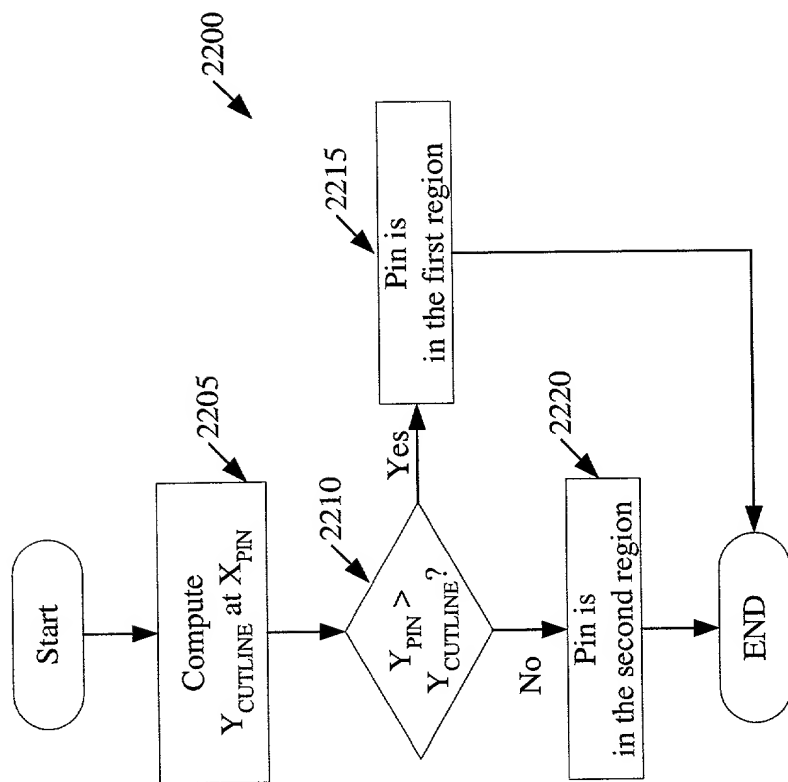 2200
Start
2205
Compute
Y_CUTLINE at X_PIN
2210
Y_PIN >
Y_CUTLINE?
Yes
2215
Pin is
in the first region
No
2220
Pin is
in the second region
END